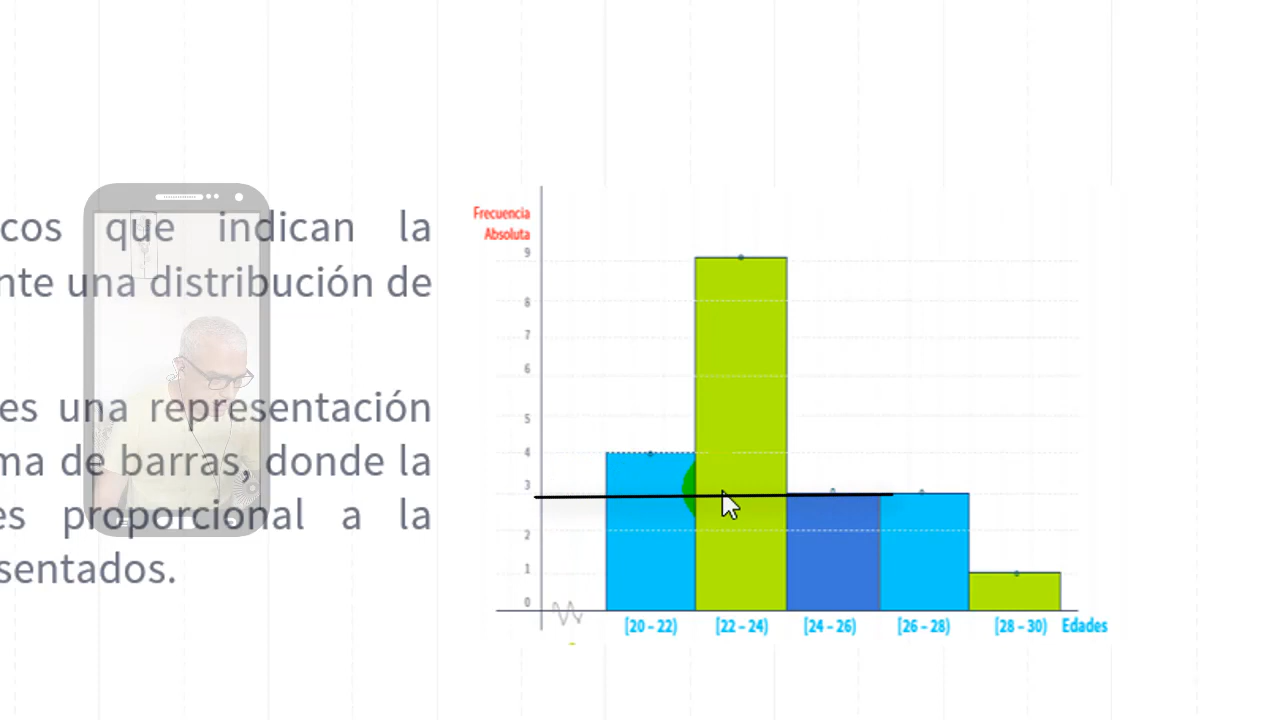 cos que indican la
nte una distribución de
es una representación
ma de barras, donde la
es proporcional a la
sentados.
Frecuencia
Absoluta
9
8
7
6
5
4
3
2
1
0
[20 – 22) [22 – 24) [24 – 26) [26 – 28) [28 – 30) Edades